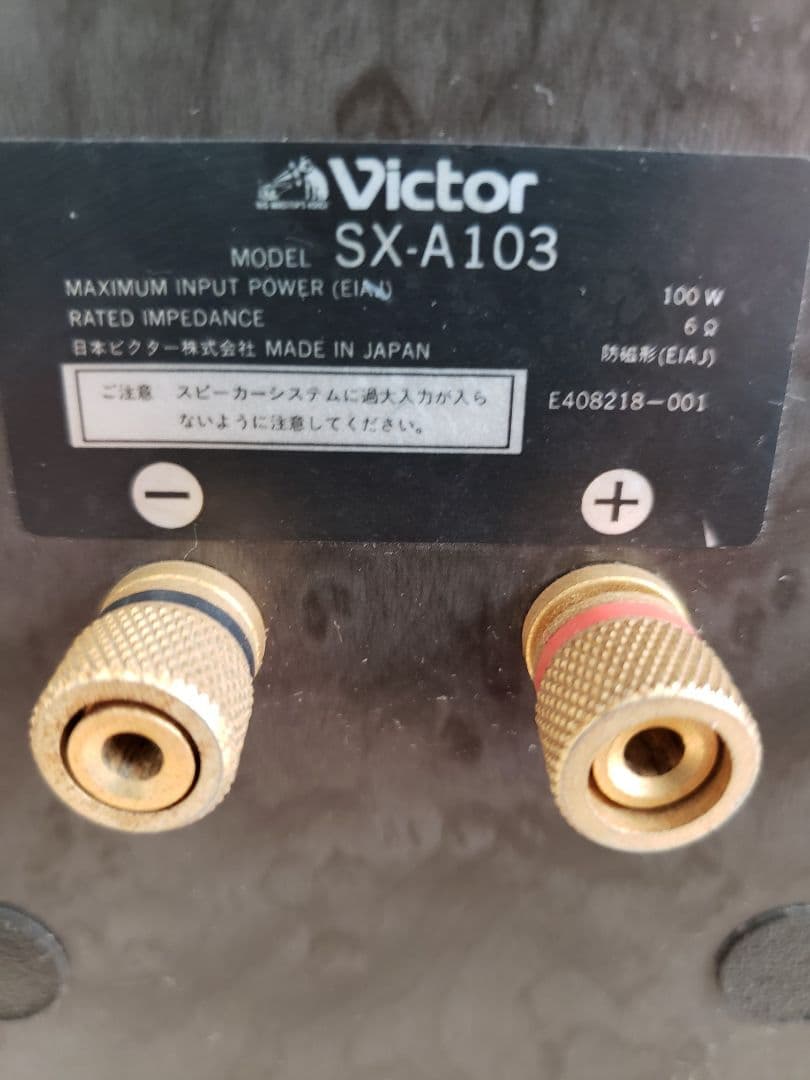 Victor
MODEL SX-A103
MAXIMUM INPUT POWER (EIAJ) 100 W
RATED IMPEDANCE 6 Ω
日本ビクター株式会社 MADE IN JAPAN 防磁形(EIAJ)
ご注意 スピーカーシステムに過大入力が入ら
ないように注意してください。
E408218-001
− +